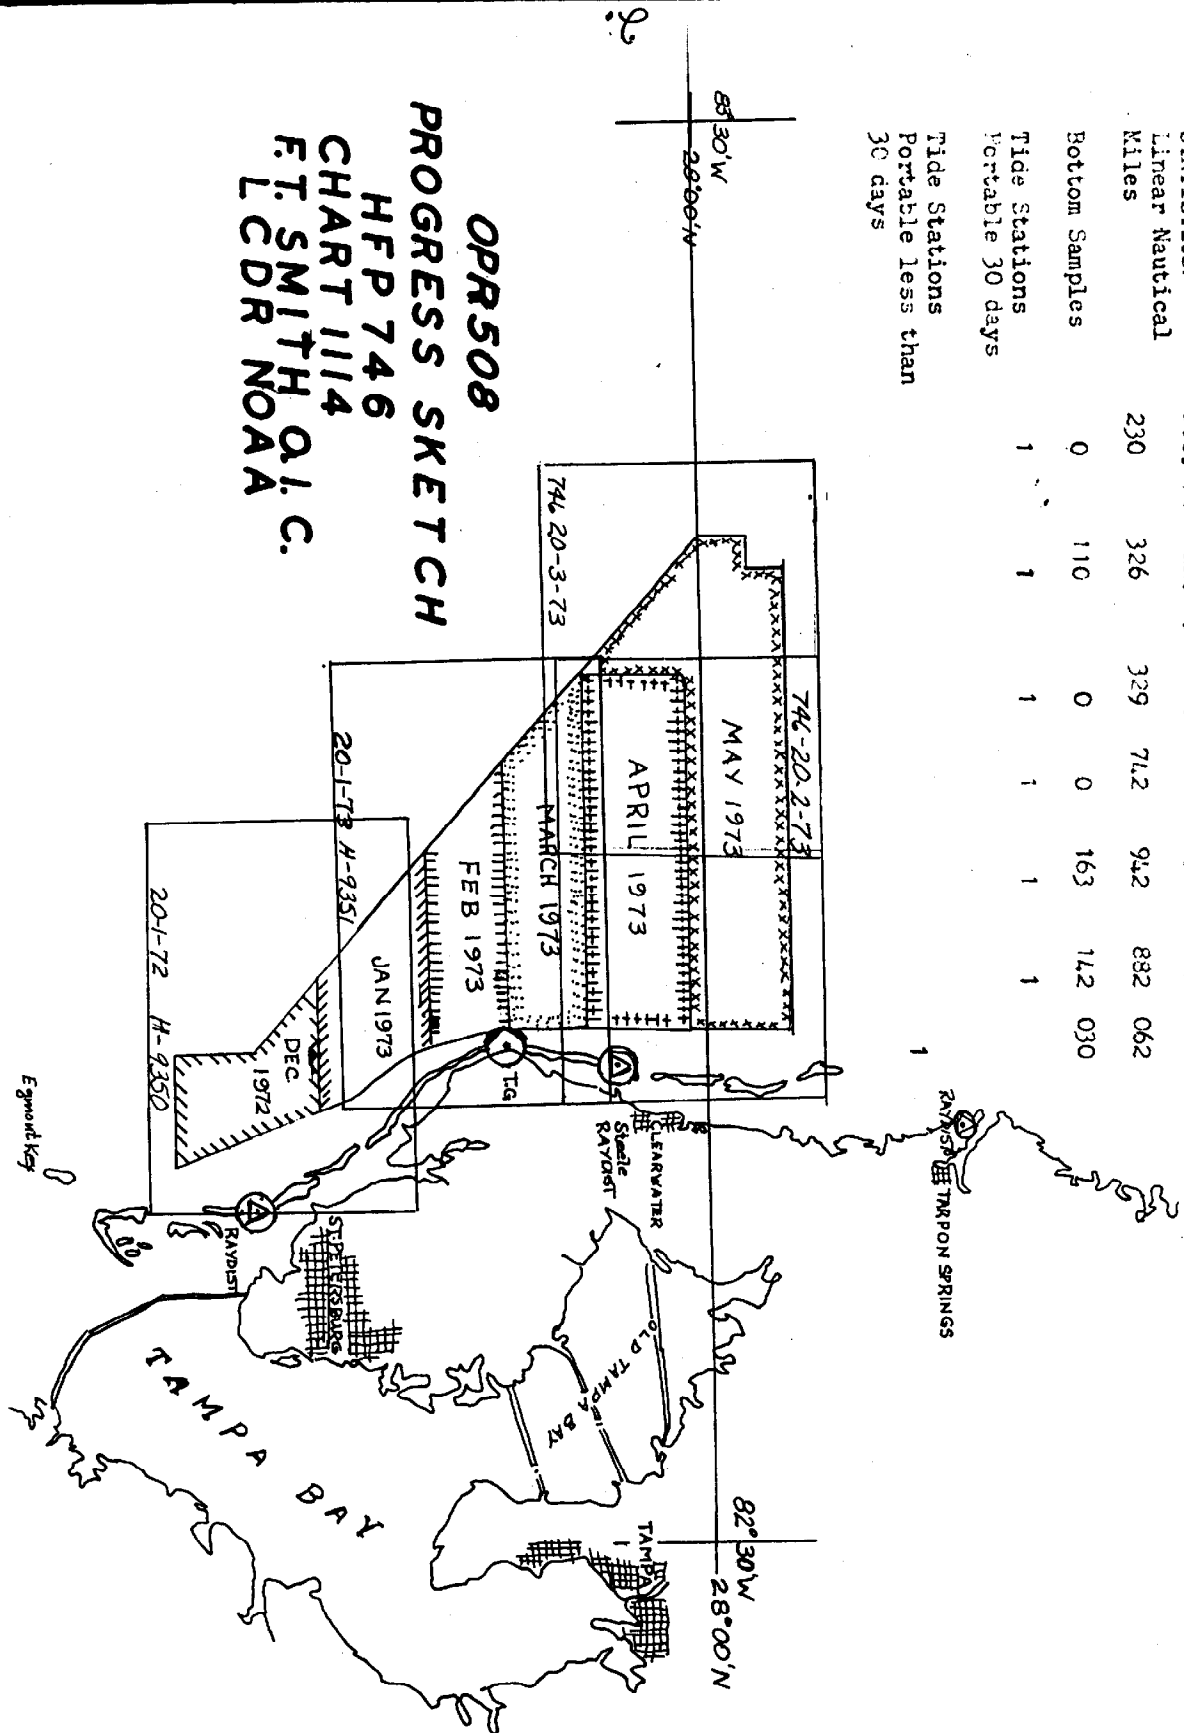 Linear Nautical
Miles 230 326 329 742 942 882 062
Bottom Samples 0 110 0 0 163 142 030
Tide Stations
Portable 30 days 1 1 1 1 1 1
Tide Stations
Portable less than
30 days 1
2.
83°30'W
28°00'N
82°30'W
28°00'N
RAYDIST
TARPON SPRINGS
746-20-2-73
MAY 1973
APRIL 1973
746 20-3-73
MARCH 1973
FEB 1973
JAN 1973
20-1-73 H-9351
DEC
1972
20-1-72 H-9350
TG
CLEARWATER
Steele
RAYDIST
OLD TAMPA BAY
TAMPA
ST. PETERSBURG
RAYDIST
TAMPA BAY
Egmont Key
OPR508
PROGRESS SKETCH
HFP 746
CHART 1114
F.T. SMITH O.I.C.
LCDR NOAA